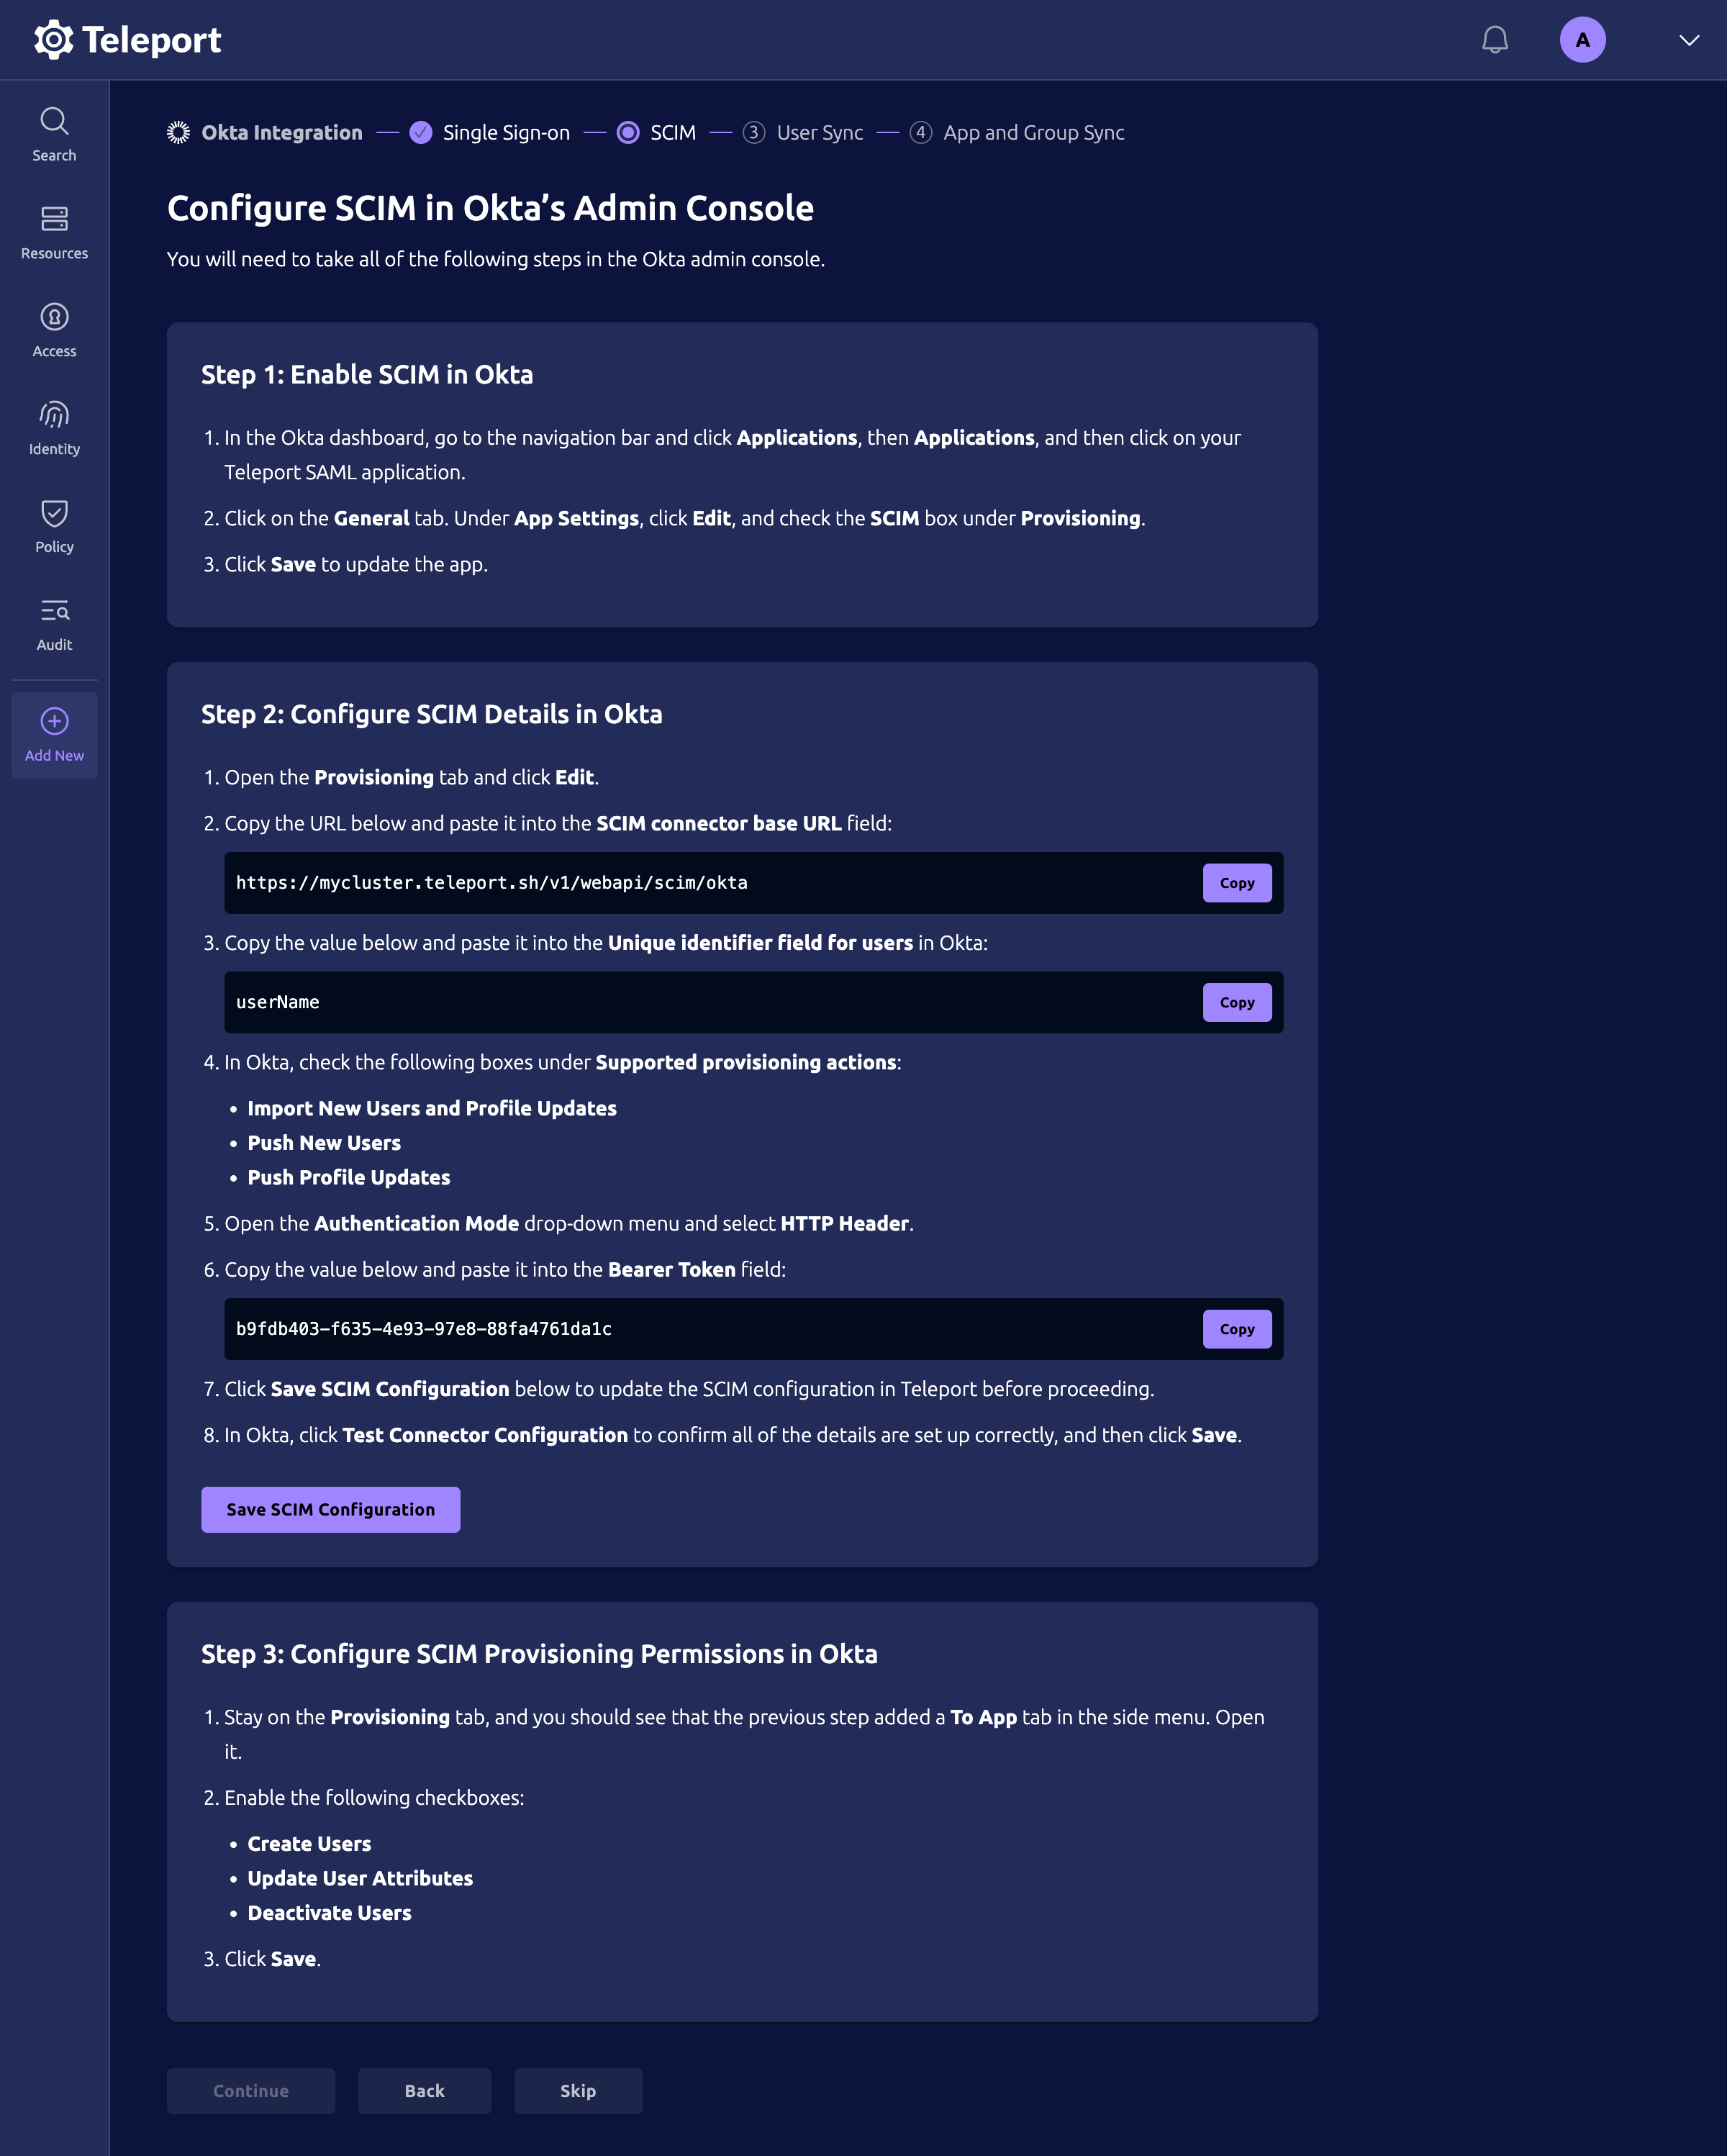 Teleport
A
Search
Resources
Access
Identity
Policy
Audit
Add New
Okta Integration
Single Sign-on
SCIM
3 User Sync
4 App and Group Sync
Configure SCIM in Okta’s Admin Console
You will need to take all of the following steps in the Okta admin console.
Step 1: Enable SCIM in Okta
1. In the Okta dashboard, go to the navigation bar and click Applications, then Applications, and then click on your
Teleport SAML application.
2. Click on the General tab. Under App Settings, click Edit, and check the SCIM box under Provisioning.
3. Click Save to update the app.
Step 2: Configure SCIM Details in Okta
1. Open the Provisioning tab and click Edit.
2. Copy the URL below and paste it into the SCIM connector base URL field:
https://mycluster.teleport.sh/v1/webapi/scim/okta
Copy
3. Copy the value below and paste it into the Unique identifier field for users in Okta:
userName
Copy
4. In Okta, check the following boxes under Supported provisioning actions:
• Import New Users and Profile Updates
• Push New Users
• Push Profile Updates
5. Open the Authentication Mode drop-down menu and select HTTP Header.
6. Copy the value below and paste it into the Bearer Token field:
b9fdb403-f635-4e93-97e8-88fa4761da1c
Copy
7. Click Save SCIM Configuration below to update the SCIM configuration in Teleport before proceeding.
8. In Okta, click Test Connector Configuration to confirm all of the details are set up correctly, and then click Save.
Save SCIM Configuration
Step 3: Configure SCIM Provisioning Permissions in Okta
1. Stay on the Provisioning tab, and you should see that the previous step added a To App tab in the side menu. Open
it.
2. Enable the following checkboxes:
• Create Users
• Update User Attributes
• Deactivate Users
3. Click Save.
Continue
Back
Skip